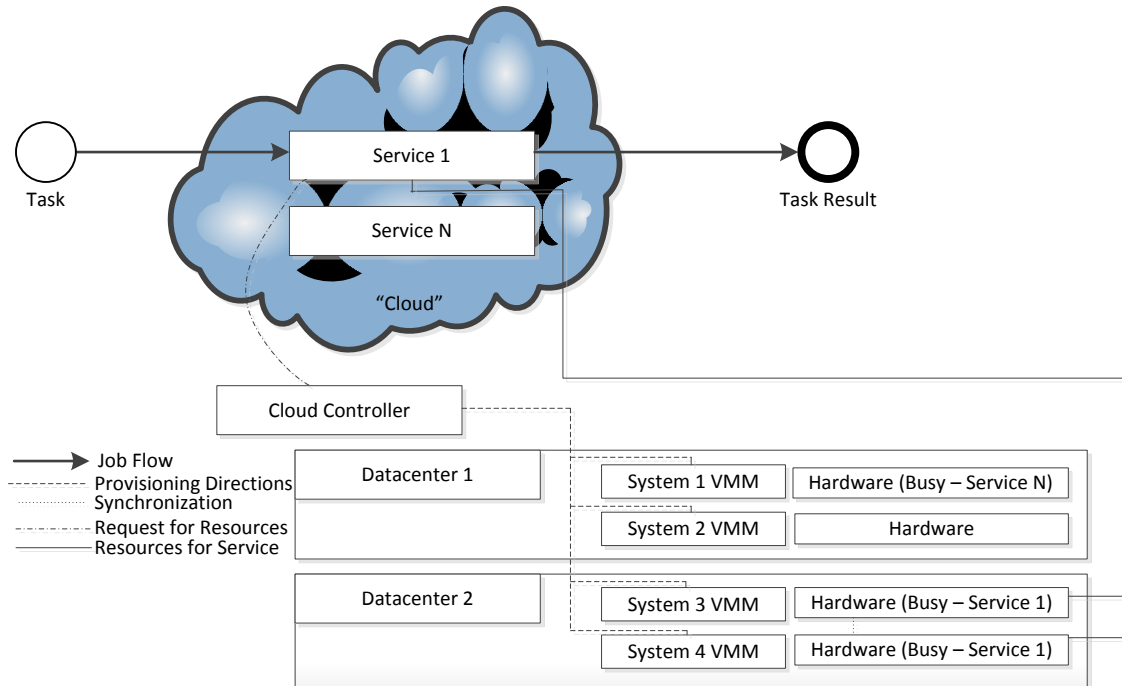 Service 1
Task
Task Result
Service N
“Cloud”
Cloud Controller
Job Flow
Provisioning Directions
Synchronization
Request for Resources
Resources for Service
Datacenter 1
System 1 VMM
Hardware (Busy – Service N)
System 2 VMM
Hardware
Datacenter 2
System 3 VMM
Hardware (Busy – Service 1)
System 4 VMM
Hardware (Busy – Service 1)